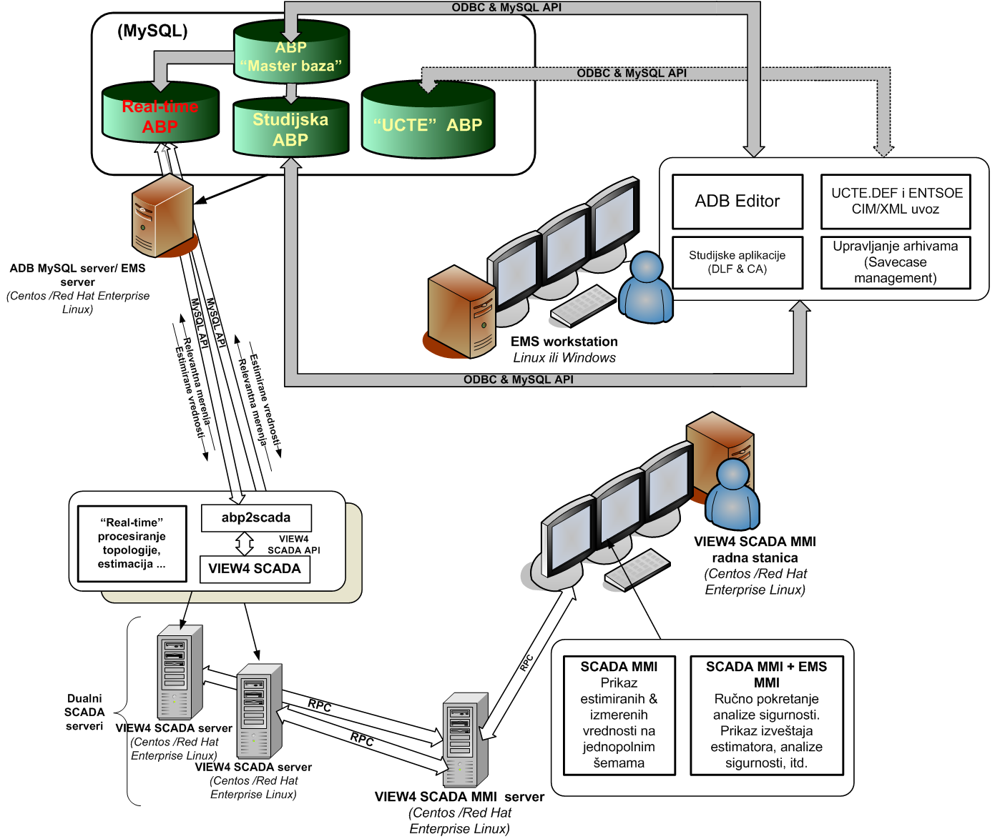 ODBC & MySQL API
(MySQL)
ABP
“Master baza”
ODBC & MySQL API
Real-time
ABP
Studijska
ABP
“UCTE” ABP
ADB Editor
UCTE.DEF i ENTSOE
CIM/XML uvoz
Studijske aplikacije
(DLF & CA)
Upravljanje arhivama
(Savecase
management)
ADB MySQL server/ EMS
server
(Centos /Red Hat Enterprise
Linux)
EMS workstation
Linux ili Windows
ODBC & MySQL API
MySQL API
MySQL API
Relevantna merenja
Estimirane vrednosti
Estimirane vrednosti
Relevantna merenja
“Real-time”
procesiranje
topologije,
estimacija ...
abp2scada
VIEW4
SCADA API
VIEW4 SCADA
VIEW4 SCADA MMI
radna stanica
(Centos /Red Hat
Enterprise Linux)
RPC
SCADA MMI
Prikaz
estimiranih &
izmerenih
vrednosti na
jednopolnim
šemama
SCADA MMI + EMS
MMI
Ručno pokretanje
analize sigurnosti.
Prikaz izveštaja
estimatora, analize
sigurnosti, itd.
Dualni
SCADA
serveri
RPC
RPC
VIEW4 SCADA server
(Centos /Red Hat
Enterprise Linux)
VIEW4 SCADA server
(Centos /Red Hat
Enterprise Linux)
VIEW4 SCADA MMI server
(Centos /Red Hat
Enterprise Linux)